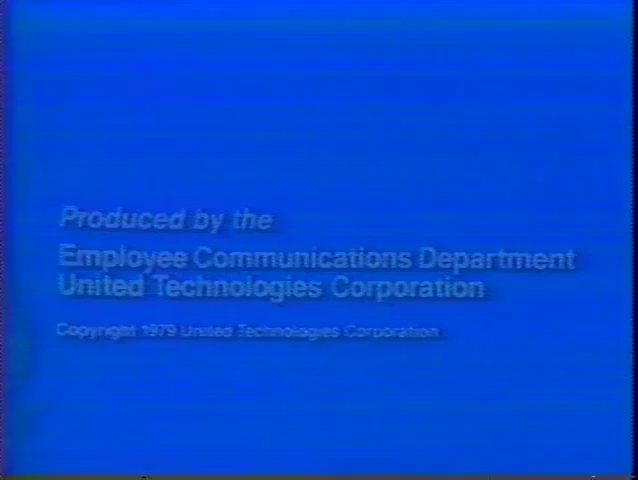 Produced by the
Employee Communications Department
United Technologies Corporation
Copyright 1979 United Technologies Corporation